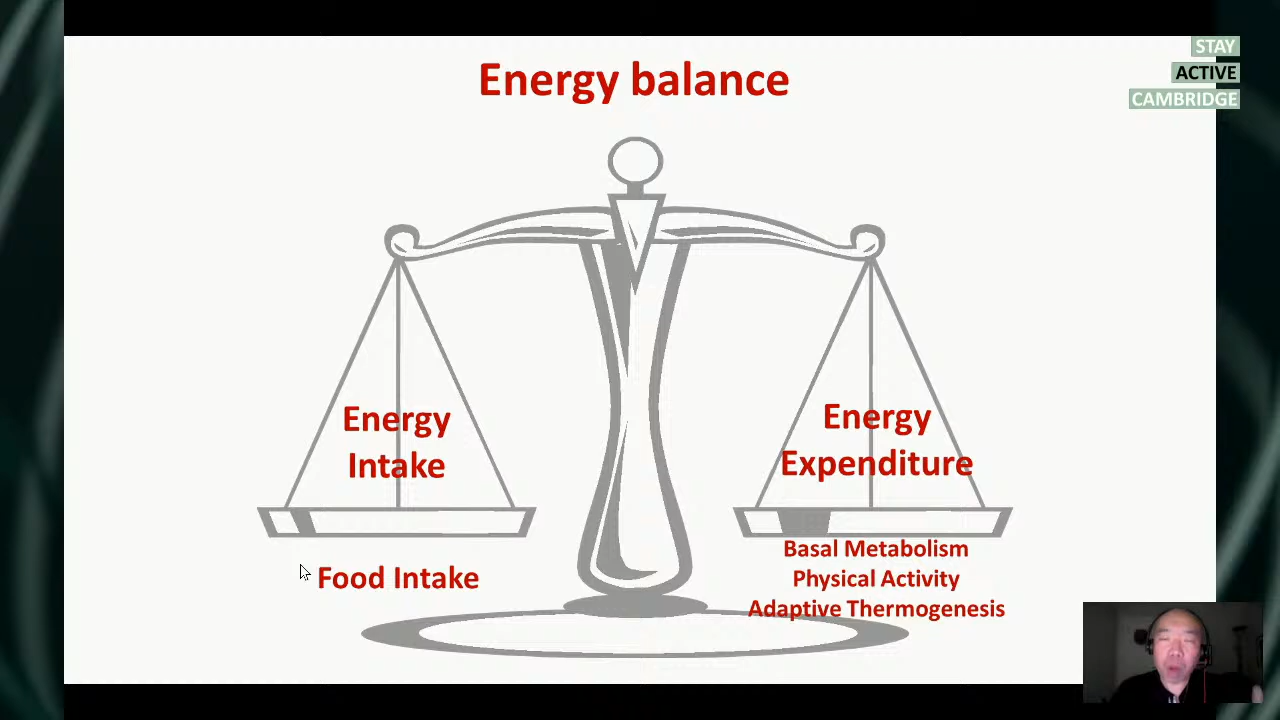 Energy balance
STAY
ACTIVE
CAMBRIDGE
Energy
Intake
Energy
Expenditure
Food Intake
Basal Metabolism
Physical Activity
Adaptive Thermogenesis